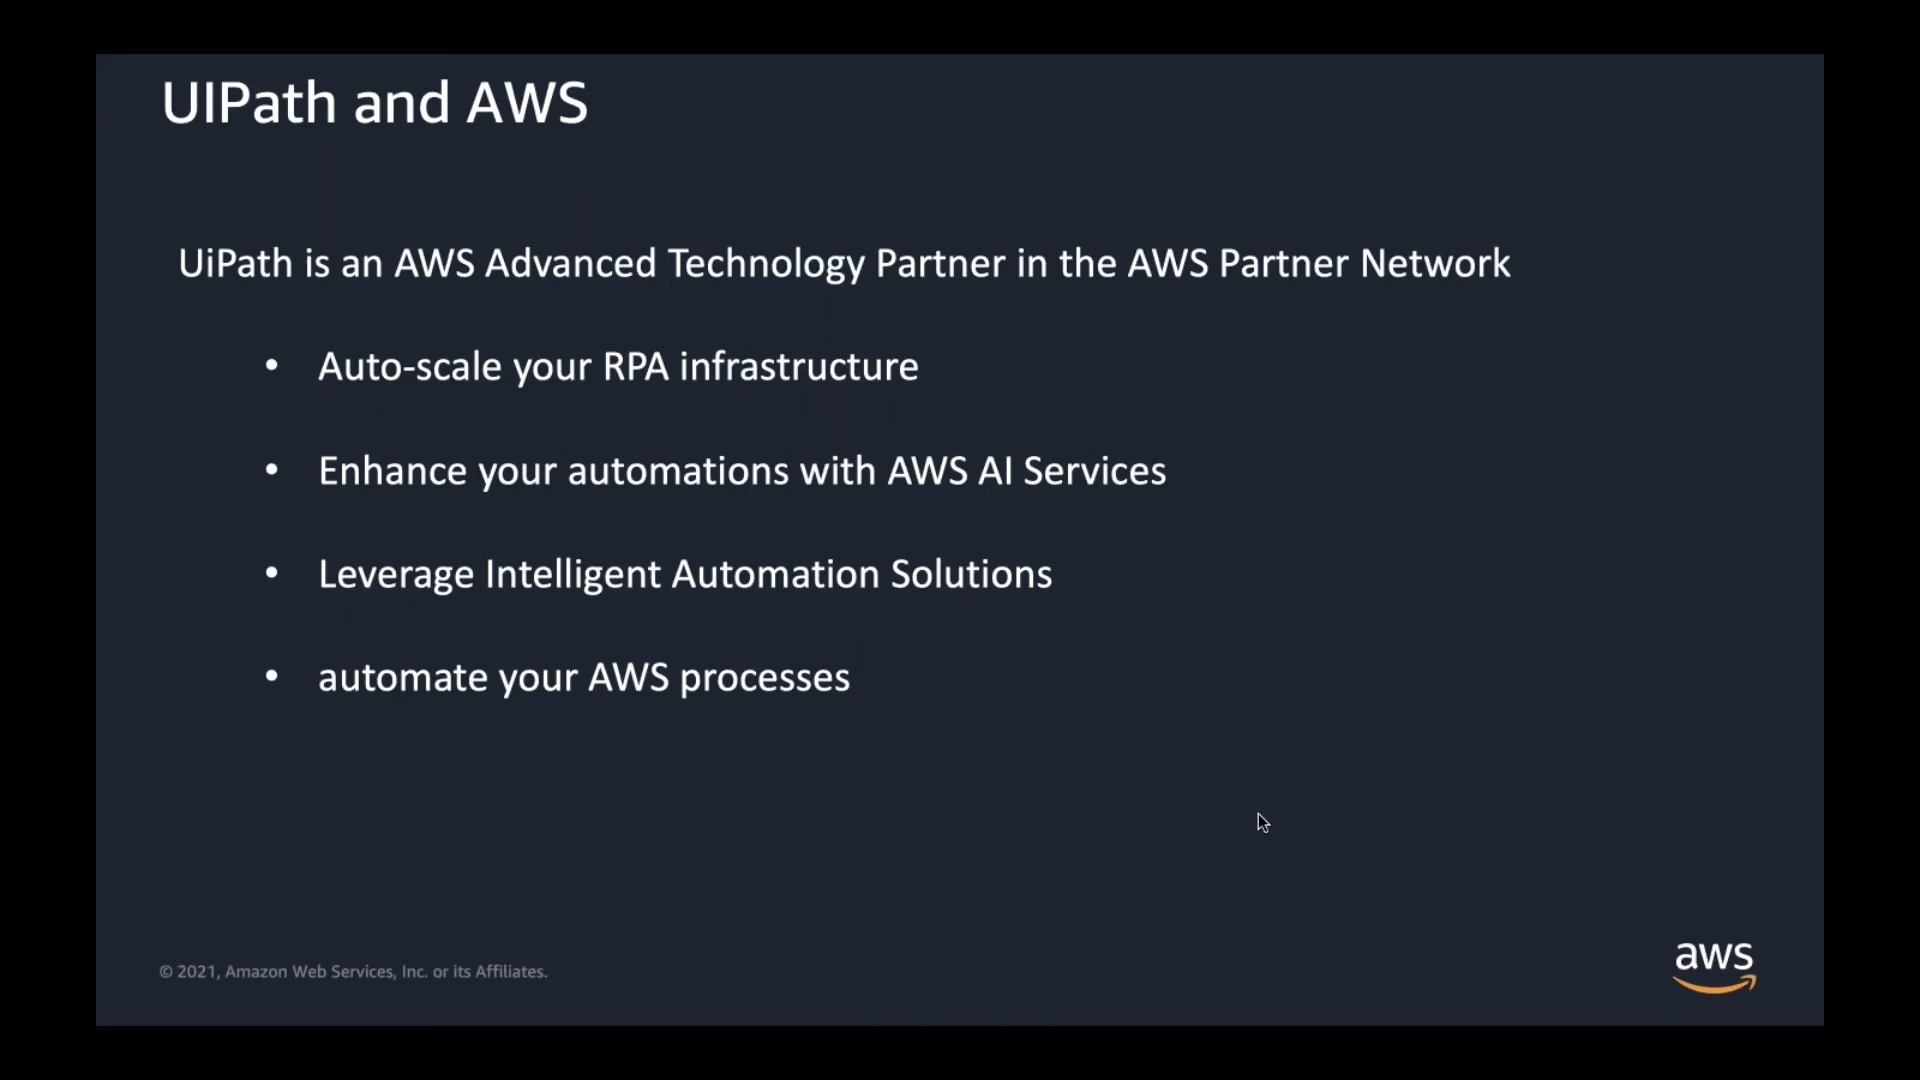 UIPath and AWS
UiPath is an AWS Advanced Technology Partner in the AWS Partner Network
• Auto-scale your RPA infrastructure
• Enhance your automations with AWS AI Services
• Leverage Intelligent Automation Solutions
• automate your AWS processes
© 2021, Amazon Web Services, Inc. or its Affiliates.
aws